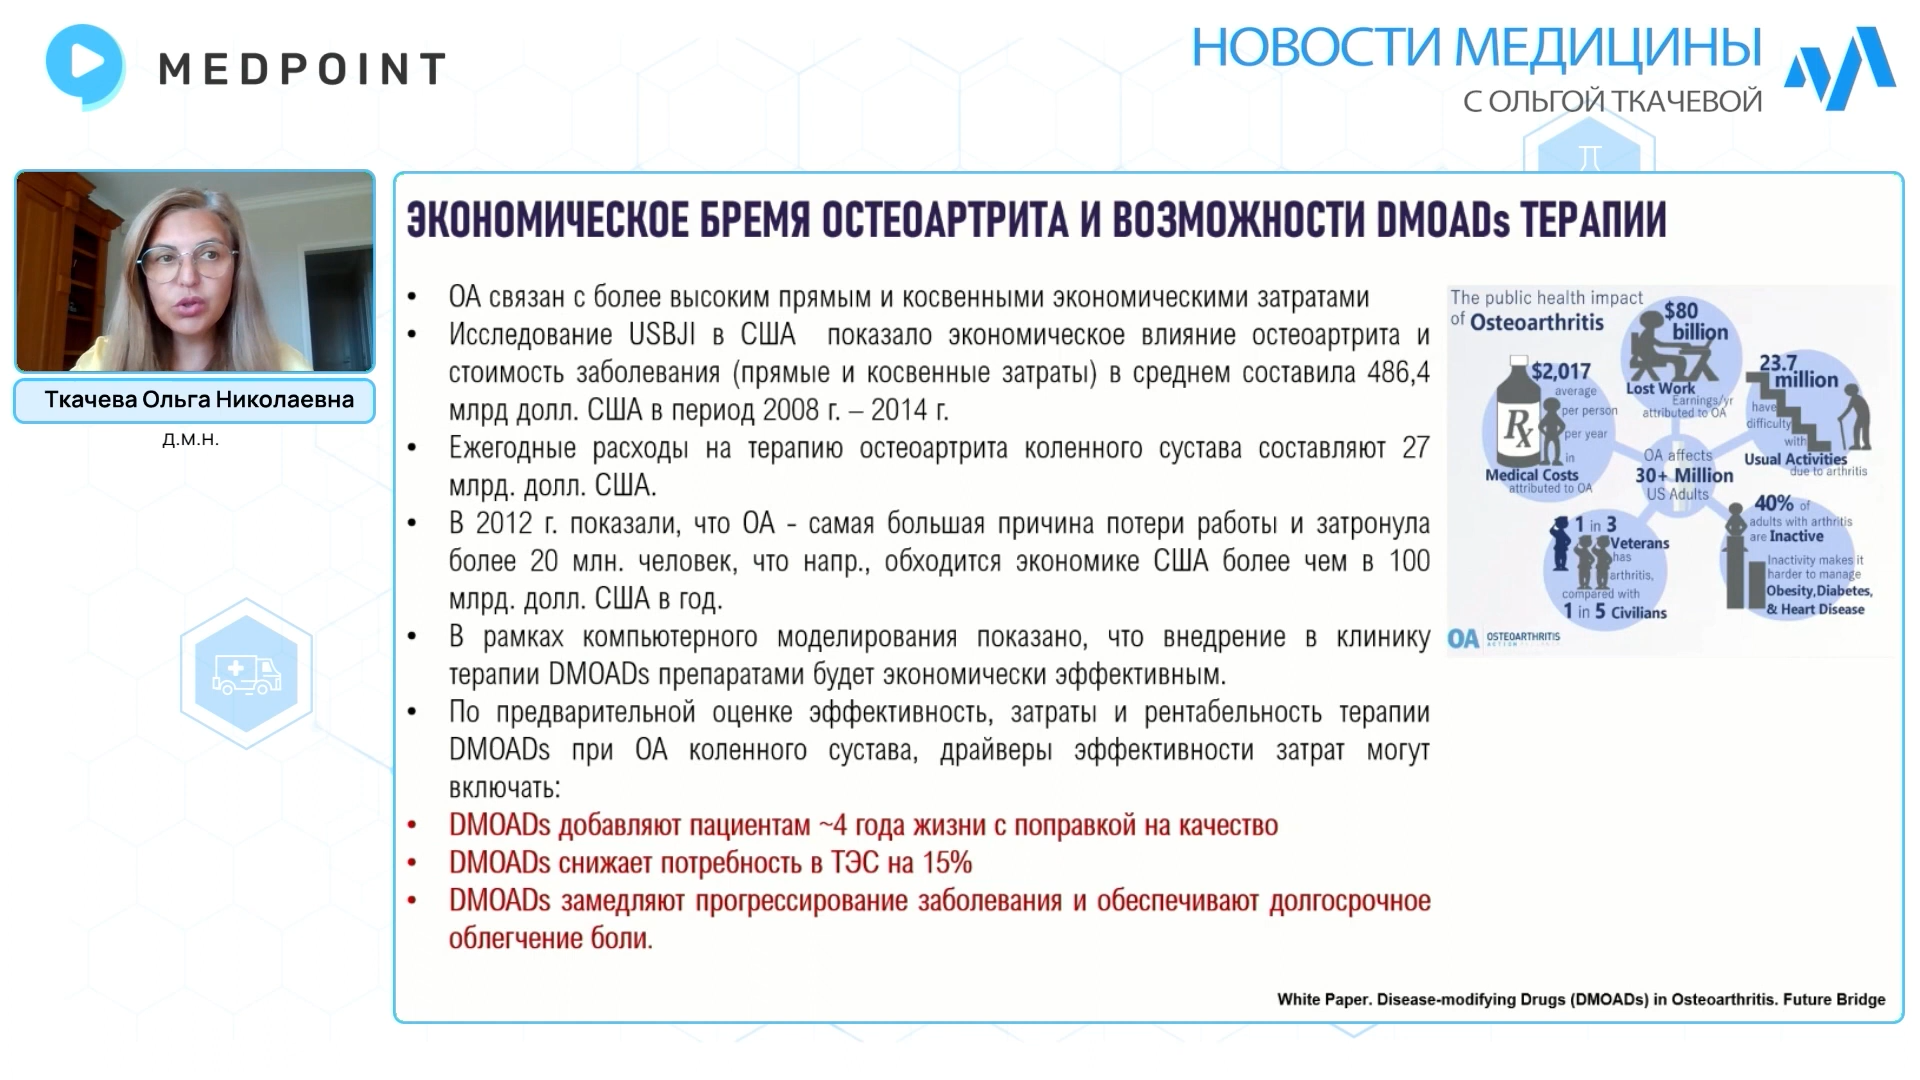 MEDPOINT
НОВОСТИ МЕДИЦИНЫ
С ОЛЬГОЙ ТКАЧЕВОЙ
Ткачева Ольга Николаевна
Д.М.Н.
ЭКОНОМИЧЕСКОЕ БРЕМЯ ОСТЕОАРТРИТА И ВОЗМОЖНОСТИ DMOADs ТЕРАПИИ
• ОА связан с более высоким прямым и косвенными экономическими затратами
• Исследование USBJI в США показало экономическое влияние остеоартрита и
стоимость заболевания (прямые и косвенные затраты) в среднем составила 486,4
млрд долл. США в период 2008 г. – 2014 г.
• Ежегодные расходы на терапию остеоартрита коленного сустава составляют 27
млрд. долл. США.
• В 2012 г. показали, что ОА - самая большая причина потери работы и затронула
более 20 млн. человек, что напр., обходится экономике США более чем в 100
млрд. долл. США в год.
• В рамках компьютерного моделирования показано, что внедрение в клинику
терапии DMOADs препаратами будет экономически эффективным.
• По предварительной оценке эффективность, затраты и рентабельность терапии
DMOADs при ОА коленного сустава, драйверы эффективности затрат могут
включать:
• DMOADs добавляют пациентам ~4 года жизни с поправкой на качество
• DMOADs снижает потребность в ТЭС на 15%
• DMOADs замедляют прогрессирование заболевания и обеспечивают долгосрочное
облегчение боли.
The public health impact
of Osteoarthritis
$80
billion
Lost Work
Earnings/yr
attributed to OA
$2,017
average
per person
per year
in
Rx
Medical Costs
attributed to OA
23.7
million
have
difficulty
with
Usual Activities
due to arthritis
OA affects
30+ Million
US Adults
1 in 3
Veterans
has
arthritis,
compared with
1 in 5 Civilians
40% of
adults with arthritis
are Inactive
Inactivity makes it
harder to manage
Obesity, Diabetes,
& Heart Disease
OA OSTEOARTHRITIS
ACTION
White Paper. Disease-modifying Drugs (DMOADs) in Osteoarthritis. Future Bridge